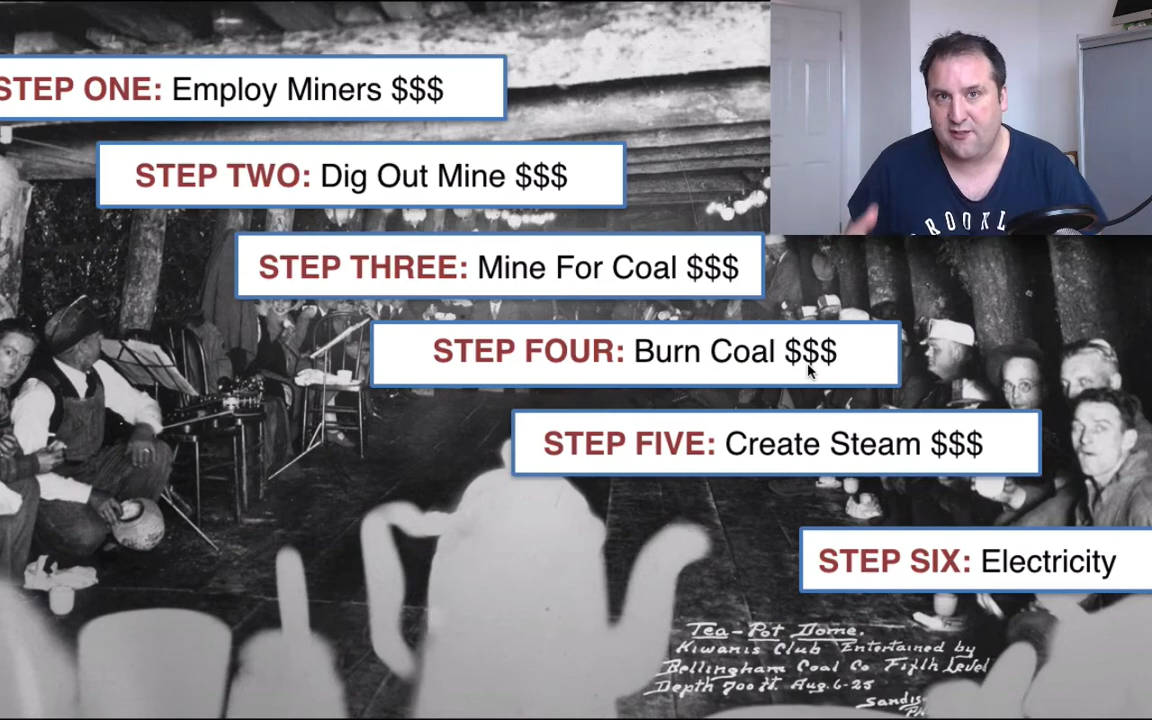 STEP ONE: Employ Miners $$$
STEP TWO: Dig Out Mine $$$
STEP THREE: Mine For Coal $$$
STEP FOUR: Burn Coal $$$
STEP FIVE: Create Steam $$$
STEP SIX: Electricity
Tea-Pot Dome.
Kiwanis Club Entertained by
Bellingham Coal Co Fifth Level
Depth 700 ft. Aug. 6-25